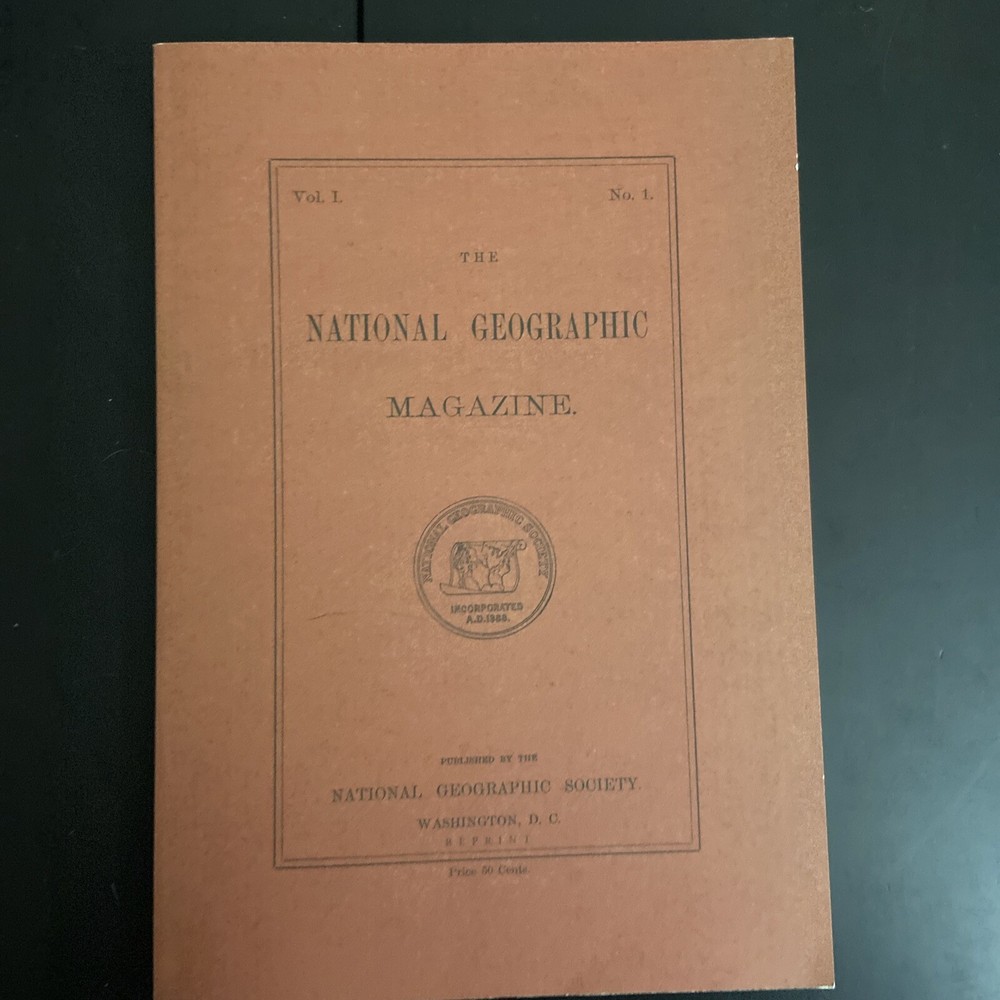 Vol. I.
No. 1.
THE
NATIONAL GEOGRAPHIC
MAGAZINE.
NATIONAL GEOGRAPHIC SOCIETY
INCORPORATED
A.D.1888.
PUBLISHED BY THE
NATIONAL GEOGRAPHIC SOCIETY.
WASHINGTON, D. C.
REPRINT
Price 50 Cents.